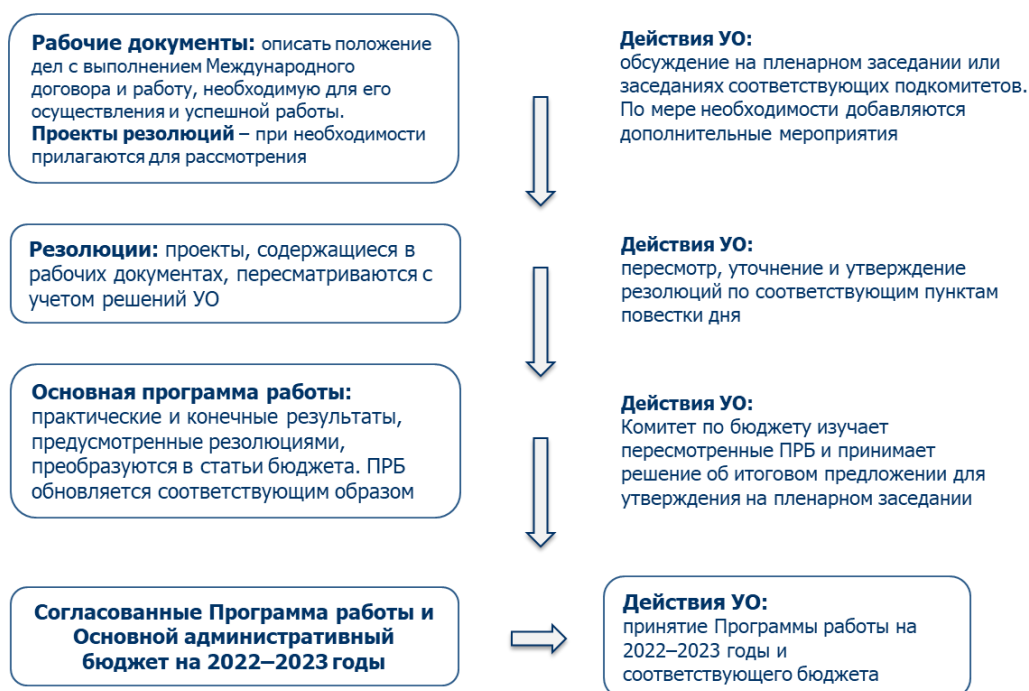 Рабочие документы: описать положение
дел с выполнением Международного
договора и работу, необходимую для его
осуществления и успешной работы.
Проекты резолюций – при необходимости
прилагаются для рассмотрения
Действия УО:
обсуждение на пленарном заседании или
заседаниях соответствующих подкомитетов.
По мере необходимости добавляются
дополнительные мероприятия
Резолюции: проекты, содержащиеся в
рабочих документах, пересматриваются с
учетом решений УО
Действия УО:
пересмотр, уточнение и утверждение
резолюций по соответствующим пунктам
повестки дня
Основная программа работы:
практические и конечные результаты,
предусмотренные резолюциями,
преобразуются в статьи бюджета. ПРБ
обновляется соответствующим образом
Действия УО:
Комитет по бюджету изучает
пересмотренные ПРБ и принимает
решение об итоговом предложении для
утверждения на пленарном заседании
Согласованные Программа работы и
Основной административный
бюджет на 2022–2023 годы
Действия УО:
принятие Программы работы на
2022–2023 годы и
соответствующего бюджета